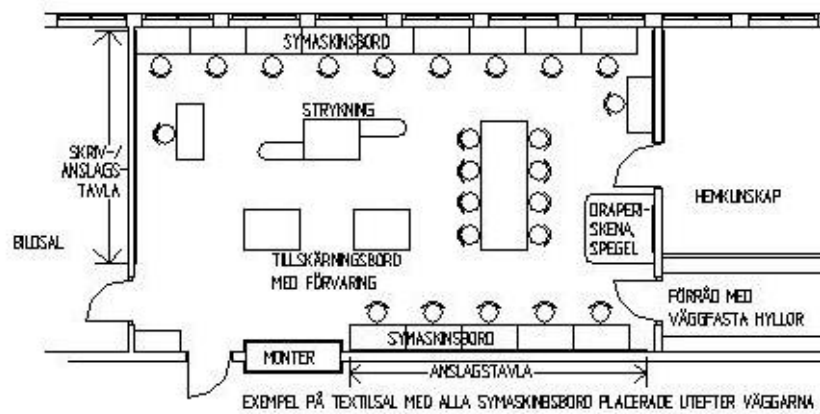 SYMASKINSBORD
STRYKNING
SKRIV-/
ANSLAGS-
TAVLA
BILDSAL
HEMKUNSKAP
DRAPERI-
SKENA,
SPEGEL
TILLSKÄRNINGSBORD
MED FÖRVARING
FÖRRÅD MED
VÄGGFASTA HYLLOR
SYMASKINSBORD
MONTER
ANSLAGSTAVLA
EXEMPEL PÅ TEXTILSAL MED ALLA SYMASKINSBORD PLACERADE UTEFTER VÄGGARNA